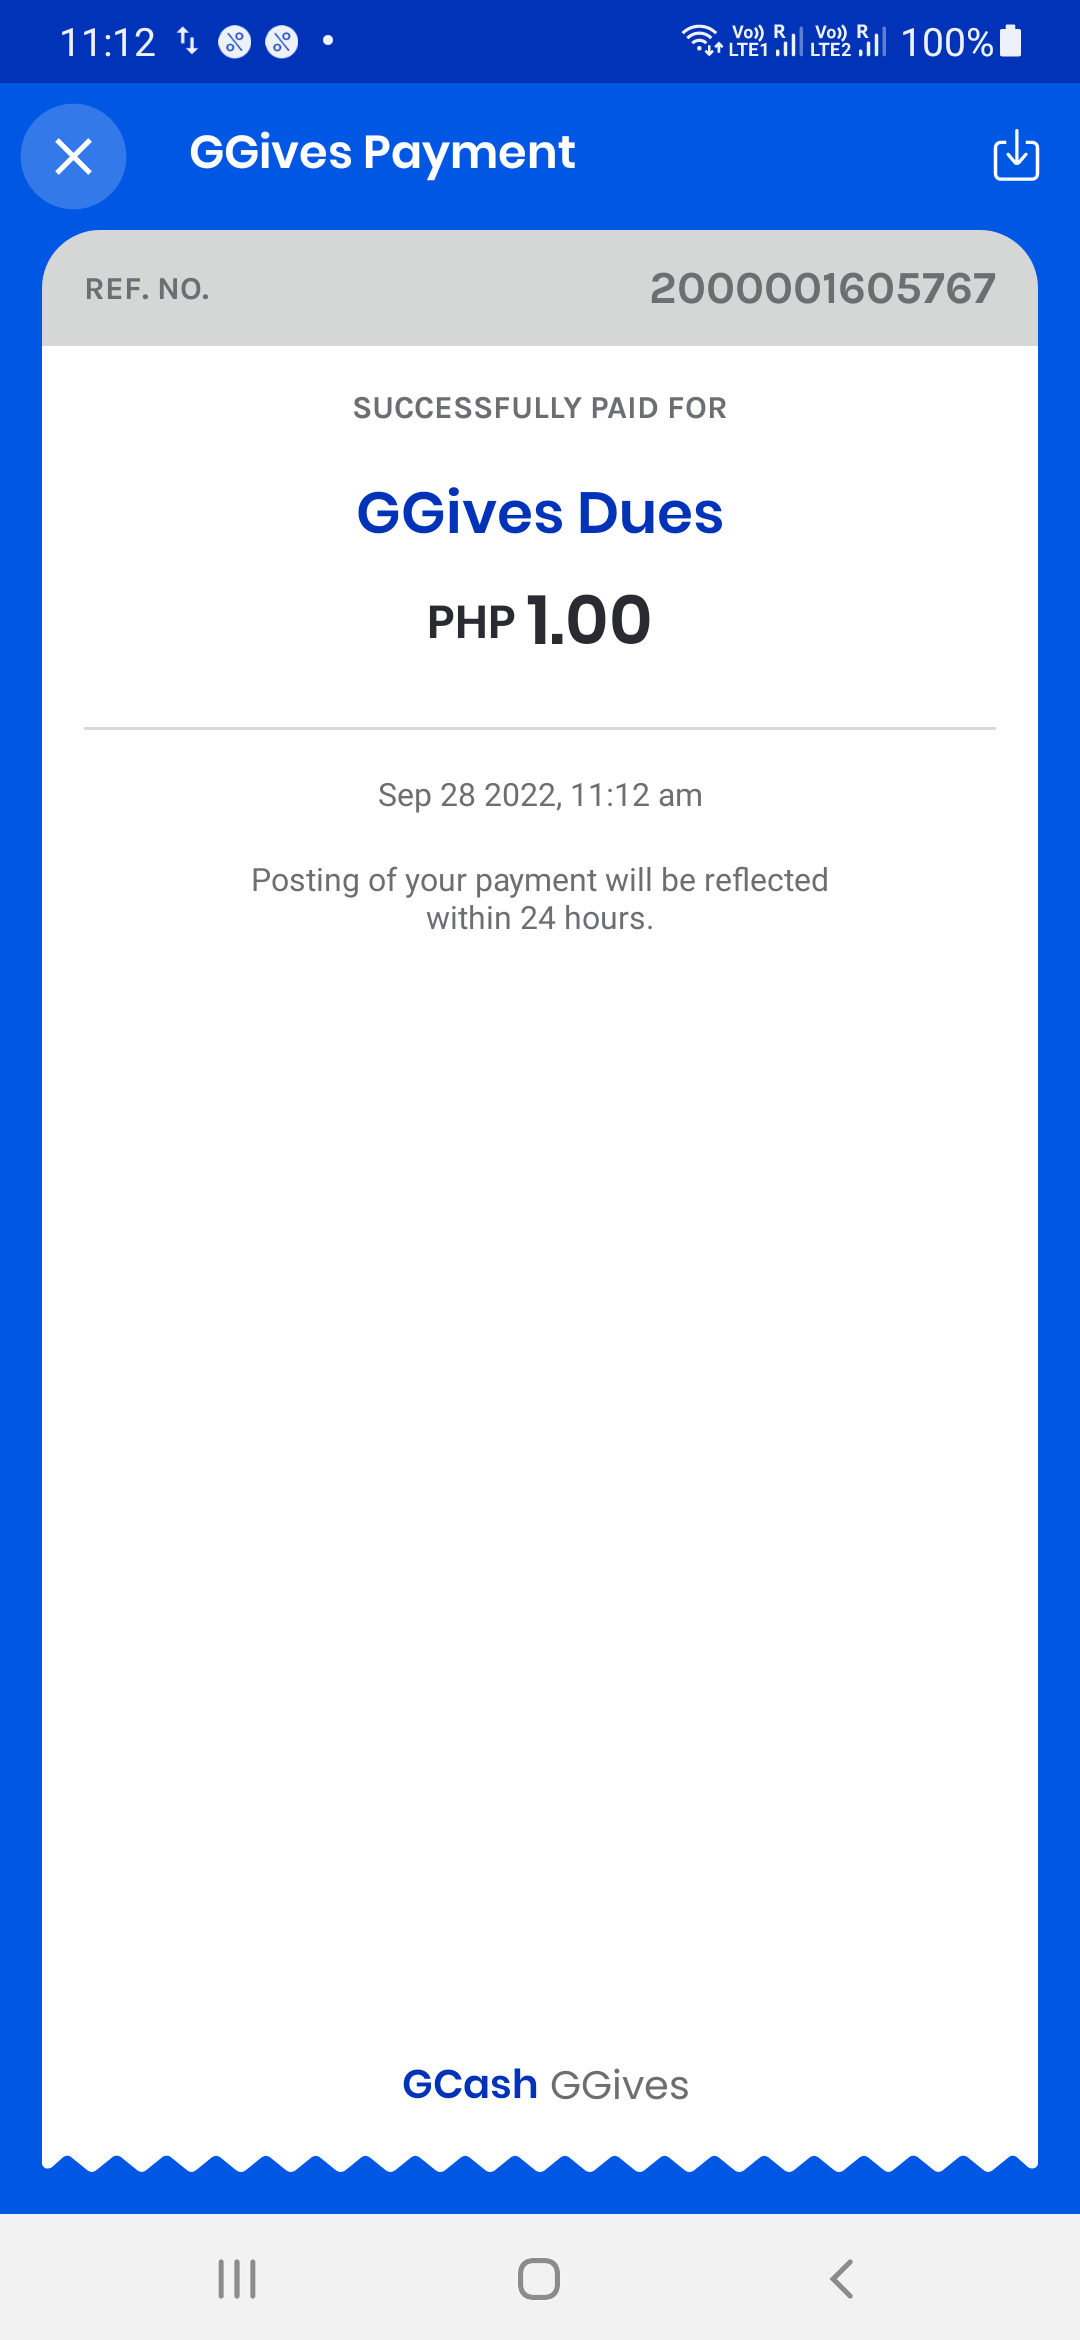 11:12
Vo)) R Vo)) R
LTE1 LTE2 100%
GGives Payment
REF. NO. 2000001605767
SUCCESSFULLY PAID FOR
GGives Dues
PHP 1.00
Sep 28 2022, 11:12 am
Posting of your payment will be reflected
within 24 hours.
GCash GGives